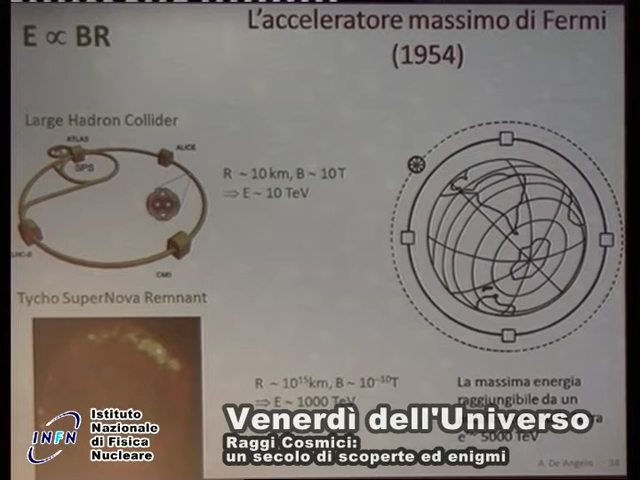 L'acceleratore massimo di Fermi
(1954)
E ∝ BR
Large Hadron Collider
ATLAS
ALICE
SPS
LHC-B
CMS
R ~ 10 km, B ~ 10 T
⇒ E ~ 10 TeV
Tycho SuperNova Remnant
R ~ 10¹⁵km, B ~ 10⁻¹⁰T
⇒ E ~ 1000 TeV
La massima energia
raggiungibile da un
è ~ 5000 TeV
A. De Angelis
INFN
Istituto
Nazionale
di Fisica
Nucleare
Venerdì dell'Universo
Raggi Cosmici:
un secolo di scoperte ed enigmi